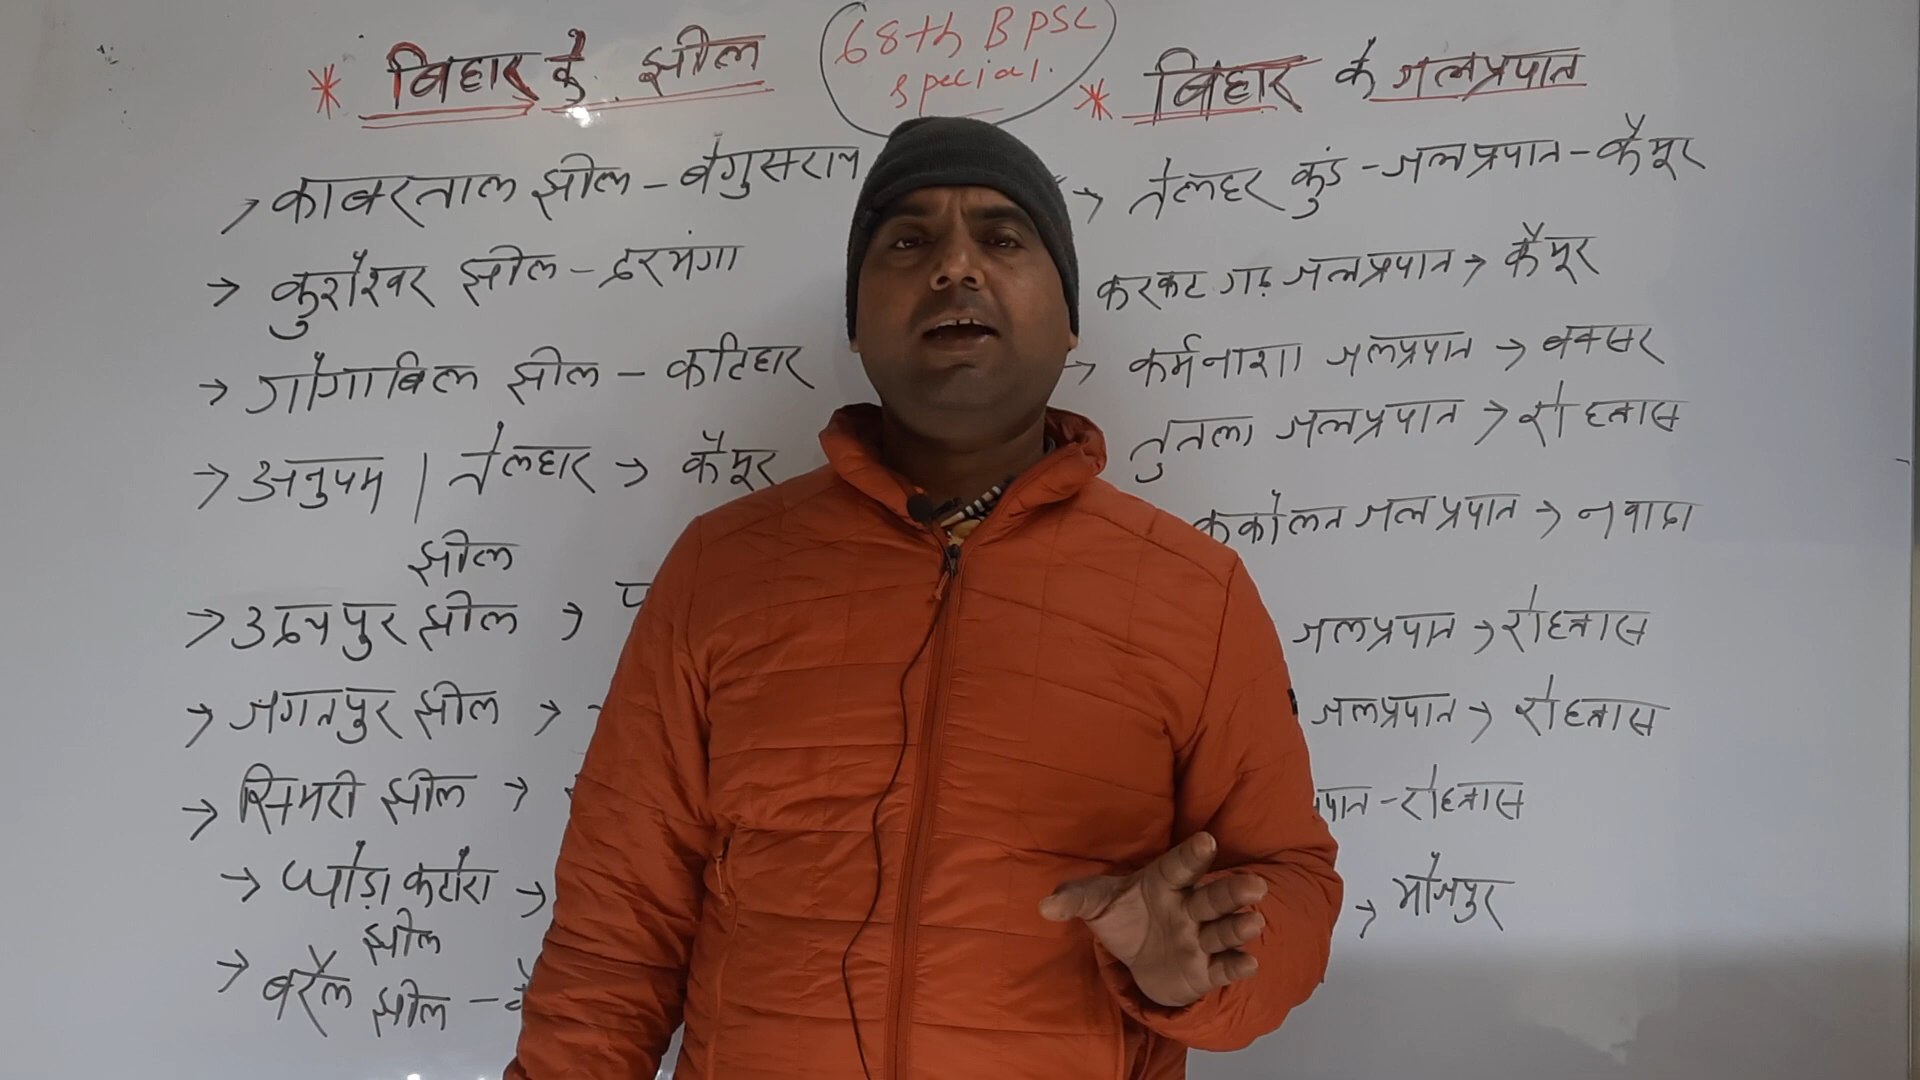 * बिहार के झील
68th BPSC
special.
* बिहार के जलप्रपात
→ कावरताल झील - बेगुसराय
→ कुशेश्वर झील - दरभंगा
→ गोगाबिल झील - कटिहार
→ अनुपम | तेलहार → कैमूर
झील
→ उदयपुर झील → प
→ जगतपुर झील →
→ सिमरी झील →
→ घोड़ा कटोरा →
झील
→ बरैल झील -
→ तेलहर कुंड - जलप्रपात - कैमूर
करकट गढ़ जलप्रपात → कैमूर
→ कर्मनाशा जलप्रपात → बक्सर
तुतला जलप्रपात → रोहतास
ककोलत जलप्रपात → नवादा
जलप्रपात → रोहतास
जलप्रपात → रोहतास
पात - रोहतास
→ भोजपुर